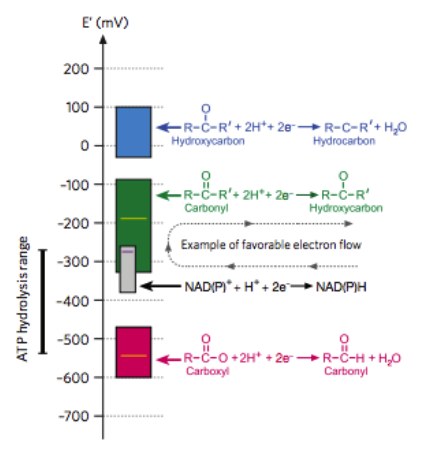 E' (mV)
200
100
0
-100
-200
-300
-400
-500
-600
-700
ATP hydrolysis range
O
R-C-R' + 2H⁺ + 2e⁻ → R-C-R' + H₂O
Hydroxycarbon Hydrocarbon
O O
R-C-R' + 2H⁺ + 2e⁻ → R-C-R'
Carbonyl Hydroxycarbon
Example of favorable electron flow
NAD(P)⁺ + H⁺ + 2e⁻ → NAD(P)H
O O
R-C-O + 2H⁺ + 2e⁻ → R-C-H + H₂O
Carboxyl Carbonyl